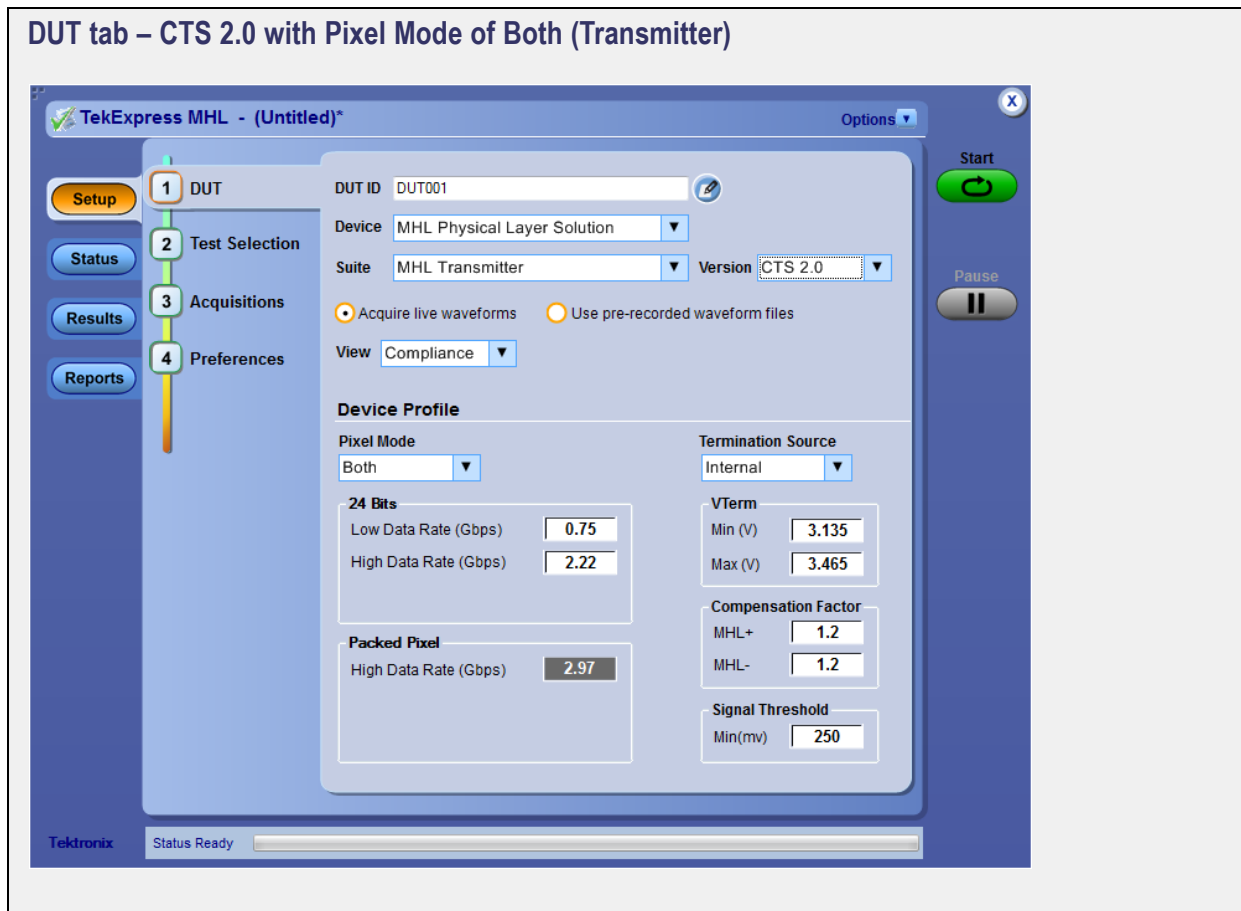 DUT tab – CTS 2.0 with Pixel Mode of Both (Transmitter)
TekExpress MHL - (Untitled)*
Options
X
Start
Pause
Setup
Status
Results
Reports
1 DUT
2 Test Selection
3 Acquisitions
4 Preferences
DUT ID DUT001
Device MHL Physical Layer Solution
Suite MHL Transmitter Version CTS 2.0
Acquire live waveforms Use pre-recorded waveform files
View Compliance
Device Profile
Pixel Mode
Both
24 Bits
Low Data Rate (Gbps) 0.75
High Data Rate (Gbps) 2.22
Packed Pixel
High Data Rate (Gbps) 2.97
Termination Source
Internal
VTerm
Min (V) 3.135
Max (V) 3.465
Compensation Factor
MHL+ 1.2
MHL- 1.2
Signal Threshold
Min(mv) 250
Tektronix
Status Ready